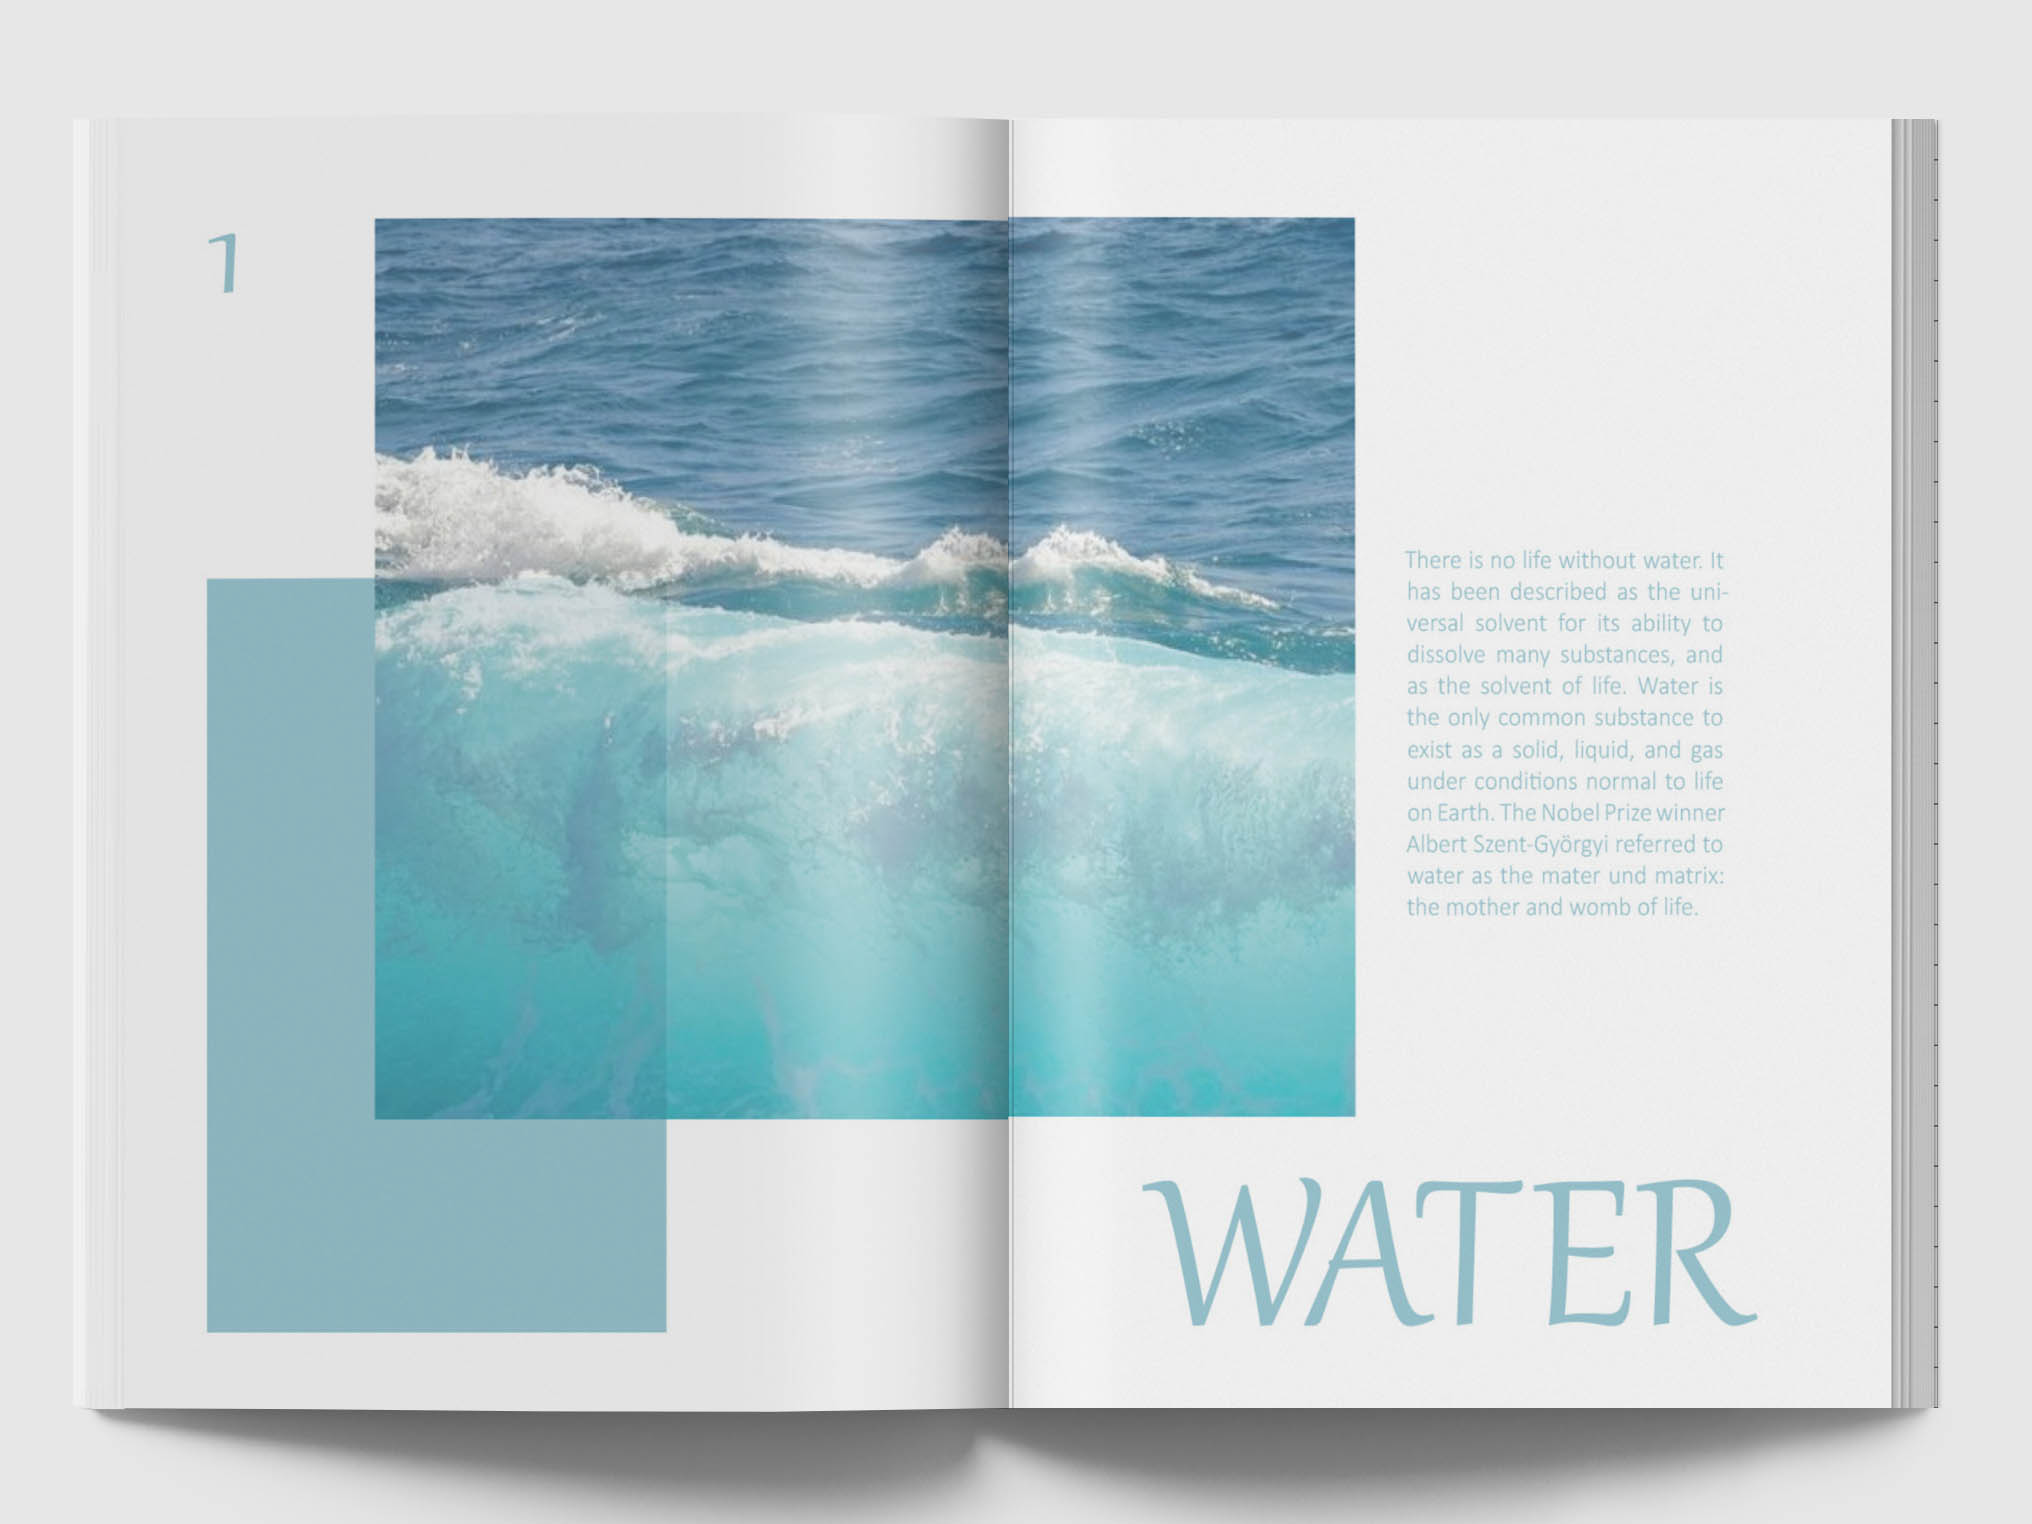 1
There is no life without water. It
has been described as the uni-
versal solvent for its ability to
dissolve many substances, and
as the solvent of life. Water is
the only common substance to
exist as a solid, liquid, and gas
under conditions normal to life
on Earth. The Nobel Prize winner
Albert Szent-Györgyi referred to
water as the mater und matrix:
the mother and womb of life.
WATER